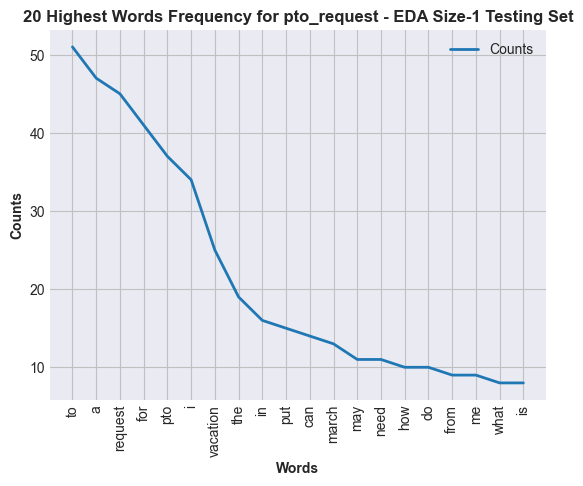 20 Highest Words Frequency for pto_request - EDA Size-1 Testing Set
Counts
50
40
30
20
10
Counts
to
a
request
for
pto
i
vacation
the
in
put
can
march
may
need
how
do
from
me
what
is
Words